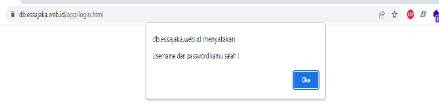 db.essajaka.web.id/app/login.html
db.essajaka.web.id menyatakan
Username dan password kamu salah !
Oke